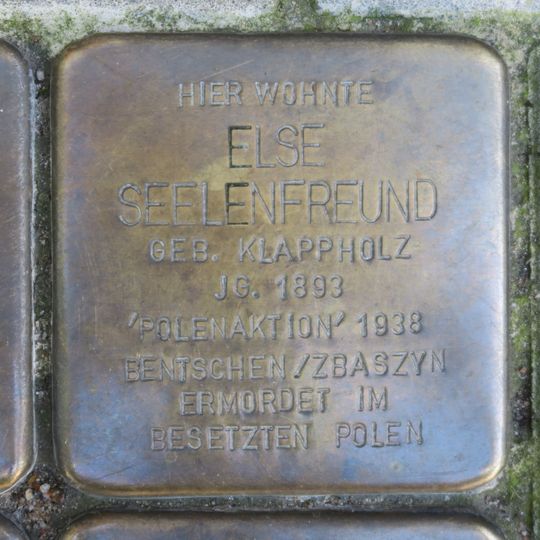 HIER WOHNTE
ELSE
SEELENFREUND
GEB. KLAPPHOLZ
JG. 1893
'POLENAKTION' 1938
BENTSCHEN/ZBASZYN
ERMORDET IM
BESETZTEN POLEN